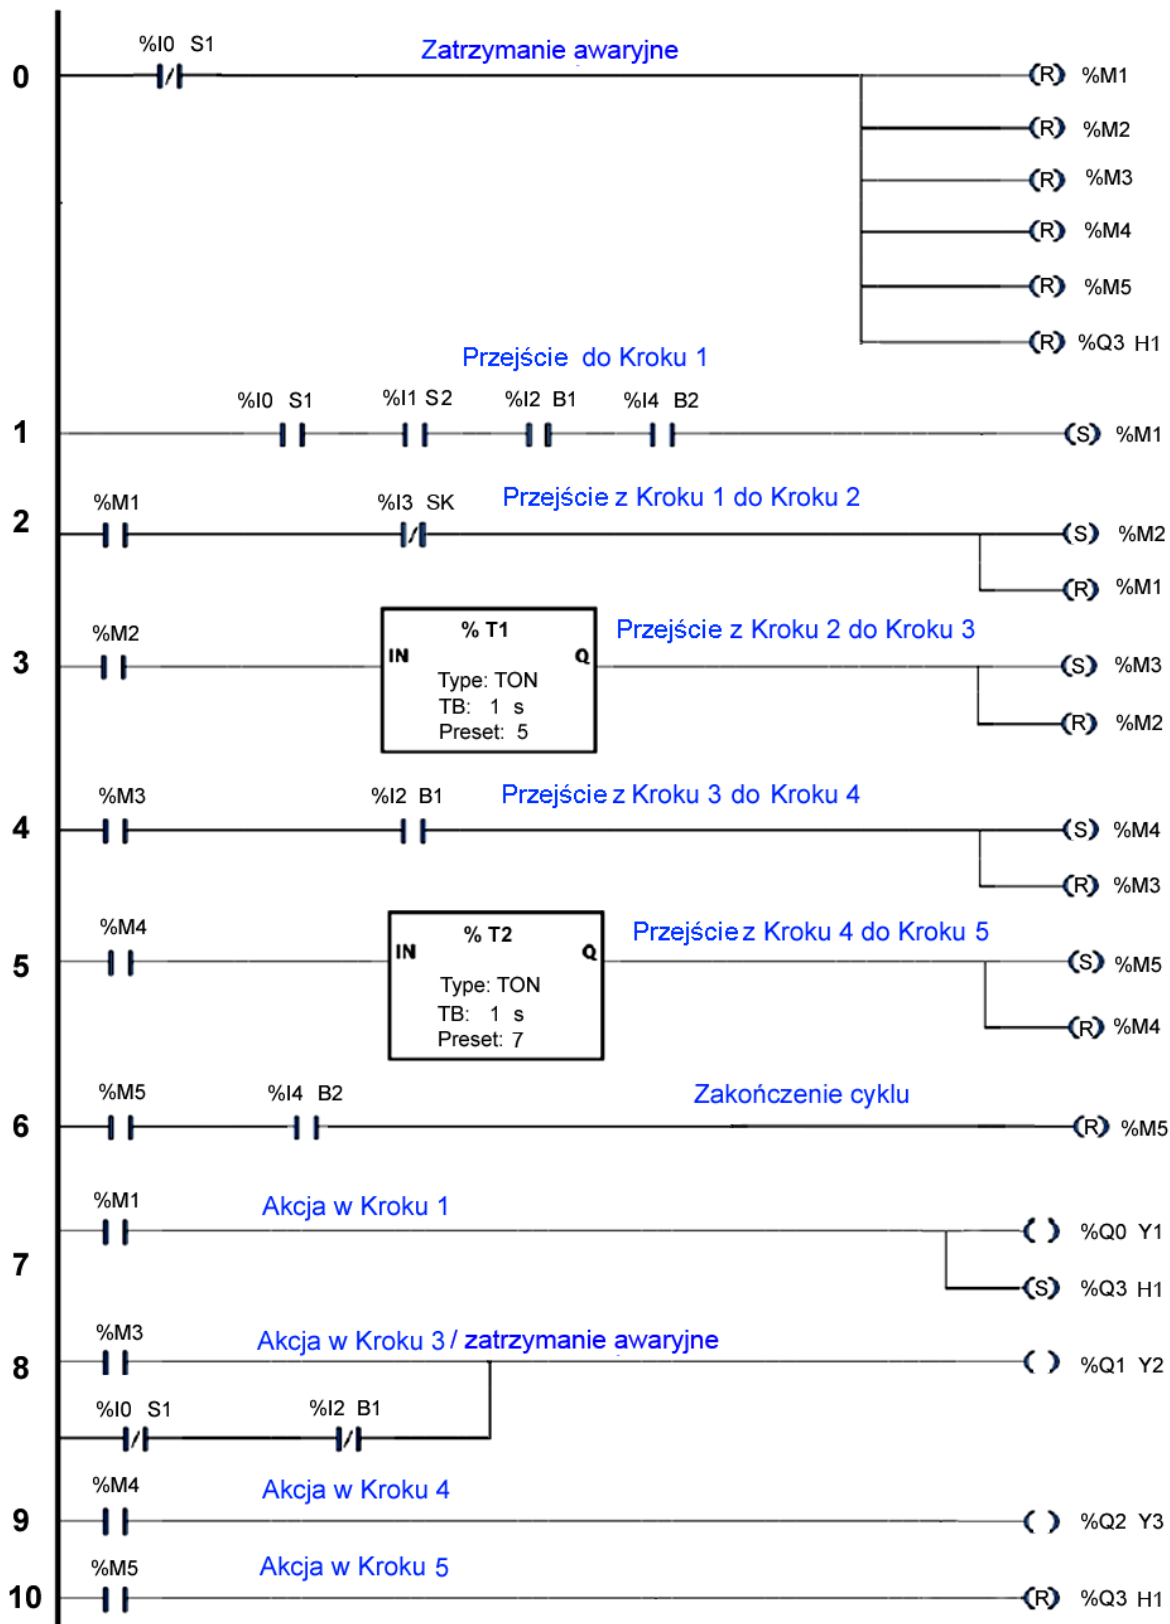 %I0 S1
Zatrzymanie awaryjne
0
(R) %M1
(R) %M2
(R) %M3
(R) %M4
(R) %M5
(R) %Q3 H1
Przejście do Kroku 1
%I0 S1
%I1 S2
%I2 B1
%I4 B2
1
(S) %M1
%M1
%I3 SK
Przejście z Kroku 1 do Kroku 2
2
(S) %M2
(R) %M1
%M2
% T1
Przejście z Kroku 2 do Kroku 3
3
IN
Q
(S) %M3
Type: TON
TB: 1 s
Preset: 5
(R) %M2
%M3
%I2 B1
Przejście z Kroku 3 do Kroku 4
4
(S) %M4
(R) %M3
%M4
% T2
Przejście z Kroku 4 do Kroku 5
5
IN
Q
(S) %M5
Type: TON
TB: 1 s
Preset: 7
(R) %M4
%M5
%I4 B2
Zakończenie cyklu
6
(R) %M5
%M1
Akcja w Kroku 1
7
( ) %Q0 Y1
(S) %Q3 H1
%M3
Akcja w Kroku 3 / zatrzymanie awaryjne
8
( ) %Q1 Y2
%I0 S1
%I2 B1
%M4
Akcja w Kroku 4
9
( ) %Q2 Y3
%M5
Akcja w Kroku 5
10
(R) %Q3 H1